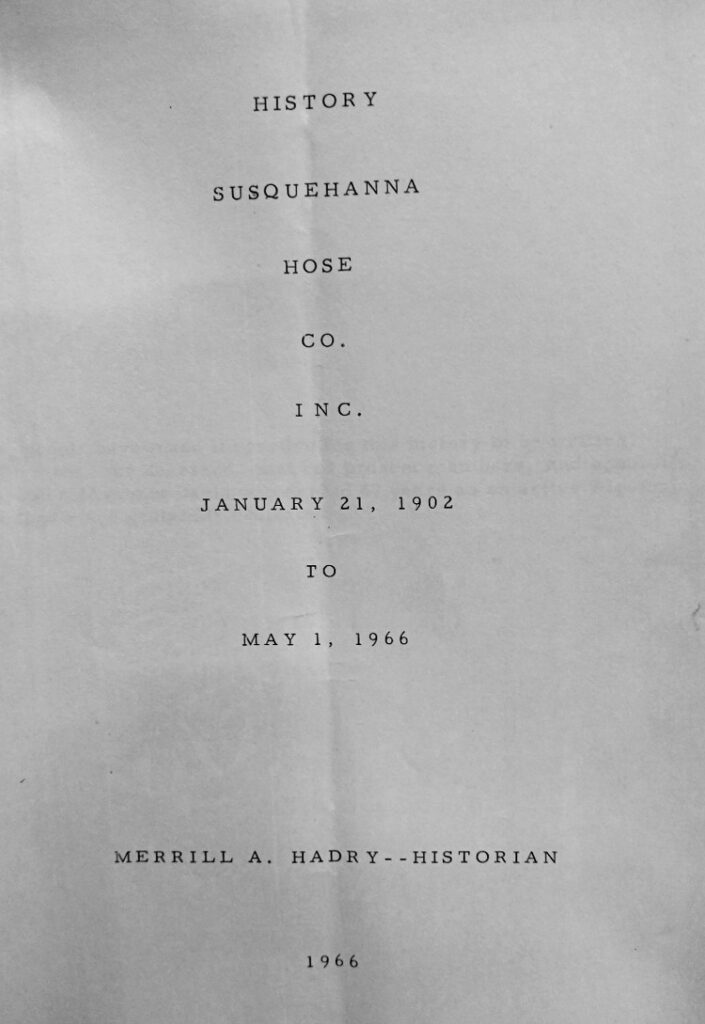 HISTORY
SUSQUEHANNA
HOSE
CO.
INC.
JANUARY 21, 1902
TO
MAY 1, 1966
MERRILL A. HADRY--HISTORIAN
1966